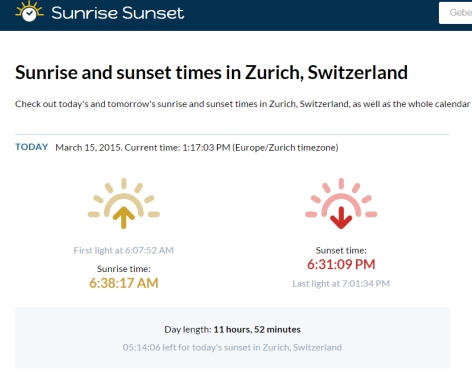 Sunrise Sunset
Gebe
Sunrise and sunset times in Zurich, Switzerland
Check out today's and tomorrow's sunrise and sunset times in Zurich, Switzerland, as well as the whole calendar
TODAY March 15, 2015. Current time: 1:17:03 PM (Europe/Zurich timezone)
First light at 6:07:52 AM
Sunrise time:
6:38:17 AM
Sunset time:
6:31:09 PM
Last light at 7:01:34 PM
Day length: 11 hours, 52 minutes
05:14:06 left for today's sunset in Zurich, Switzerland